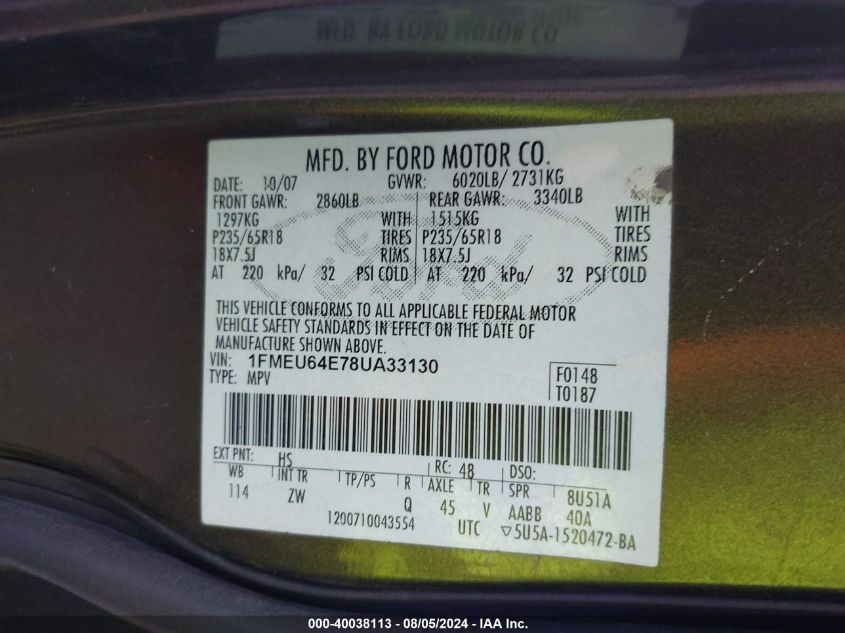 MFD. BY FORD MOTOR CO.
MFD. BY FORD MOTOR CO.
DATE: 10/07 GVWR: 6020LB/ 2731KG
FRONT GAWR: 2860LB REAR GAWR: 3340LB
1297KG WITH 1515KG WITH
P235/65R18 TIRES P235/65R18 TIRES
18X7.5J RIMS 18X7.5J RIMS
AT 220 kPa/ 32 PSI COLD AT 220 kPa/ 32 PSI COLD
Ford
THIS VEHICLE CONFORMS TO ALL APPLICABLE FEDERAL MOTOR
VEHICLE SAFETY STANDARDS IN EFFECT ON THE DATE OF
MANUFACTURE SHOWN ABOVE.
VIN: 1FMEU64E78UA33130
TYPE: MPV
F0148
T0187
EXT PNT: HS RC: 48 DSO:
WB INT TR TP/PS R AXLE TR SPR 8U51A
114 ZW Q 45 V AABB 40A
1200710043554 UTC ▽5U5A-1520472-BA
000-40038113 - 08/05/2024 - IAA Inc.